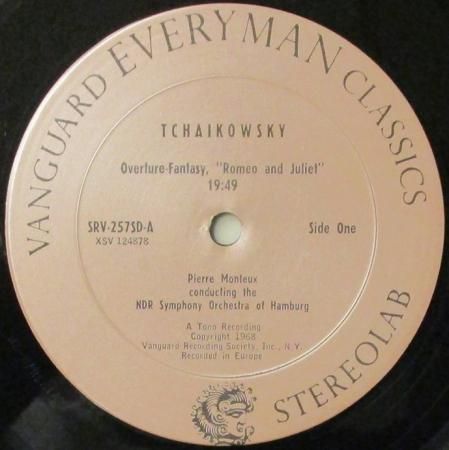 VANGUARD EVERYMAN CLASSICS
TCHAIKOWSKY
Overture-Fantasy, "Romeo and Juliet"
19:49
SRV-257SD-A
XSV 124878
Side One
Pierre Monteux
conducting the
NDR Symphony Orchestra of Hamburg
A Tono Recording
Copyright 1968
Vanguard Recording Society, Inc., N. Y.
Recorded in Europe
STEREOLAB